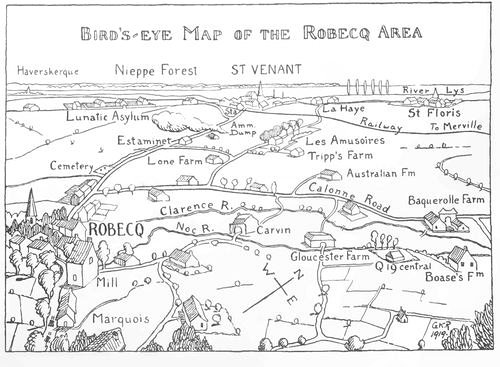 BIRD'S-EYE MAP OF THE ROBECQ AREA
Haverskerque Nieppe Forest ST VENANT
River Lys
Lunatic Asylum Sta La Haye St Floris
Amm. Dump Railway To Merville
Estaminet Les Amusoires
Lone Farm Tripp's Farm
Cemetery Australian Fm
Calonne Road Baquerolle Farm
Clarence R.
ROBECQ Noc R. Carvin
Gloucester Farm Q 19 central
Mill W N E Boase's Fm
Marquois
G.K.R
1919.